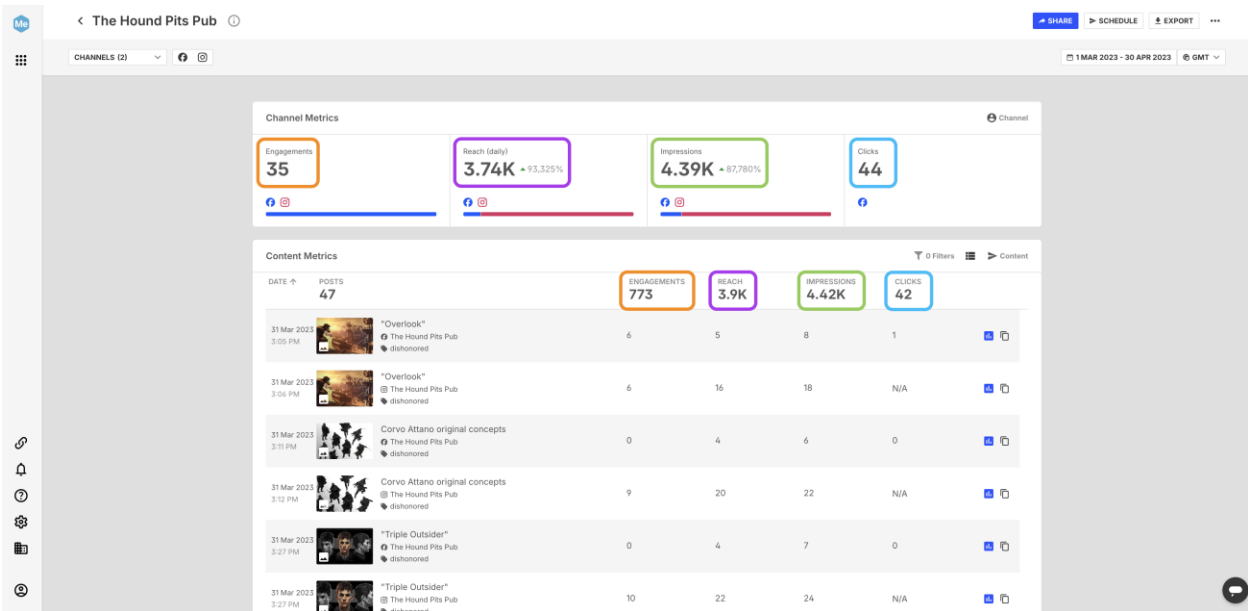 Me
The Hound Pits Pub
SHARE
SCHEDULE
EXPORT
CHANNELS (2)
1 MAR 2023 - 30 APR 2023
GMT
Channel Metrics
Channel
Engagements
35
Reach (daily)
3.74K
93,325%
Impressions
4.39K
87,780%
Clicks
44
Content Metrics
0 Filters
Content
DATE
POSTS
47
ENGAGEMENTS
773
REACH
3.9K
IMPRESSIONS
4.42K
CLICKS
42
31 Mar 2023
3:05 PM
"Overlook"
The Hound Pits Pub
dishonored
6
5
8
1
31 Mar 2023
3:06 PM
"Overlook"
The Hound Pits Pub
dishonored
6
16
18
N/A
31 Mar 2023
3:11 PM
Corvo Attano original concepts
The Hound Pits Pub
dishonored
0
4
6
0
31 Mar 2023
3:12 PM
Corvo Attano original concepts
The Hound Pits Pub
dishonored
9
20
22
N/A
31 Mar 2023
3:27 PM
"Triple Outsider"
The Hound Pits Pub
dishonored
0
4
7
0
31 Mar 2023
3:27 PM
"Triple Outsider"
The Hound Pits Pub
dishonored
10
22
24
N/A